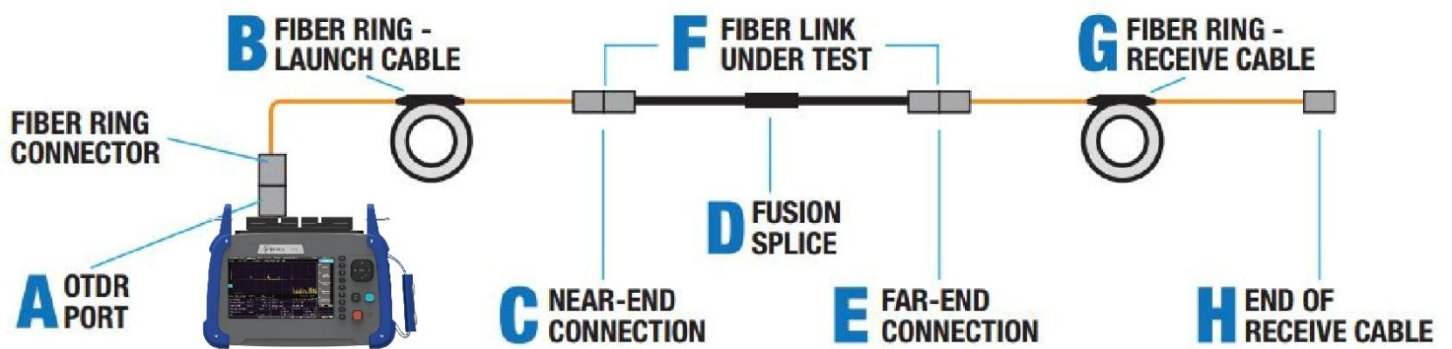 B FIBER RING -
LAUNCH CABLE
F FIBER LINK
UNDER TEST
G FIBER RING -
RECEIVE CABLE
FIBER RING
CONNECTOR
D FUSION
SPLICE
A OTDR
PORT
C NEAR-END
CONNECTION
E FAR-END
CONNECTION
H END OF
RECEIVE CABLE